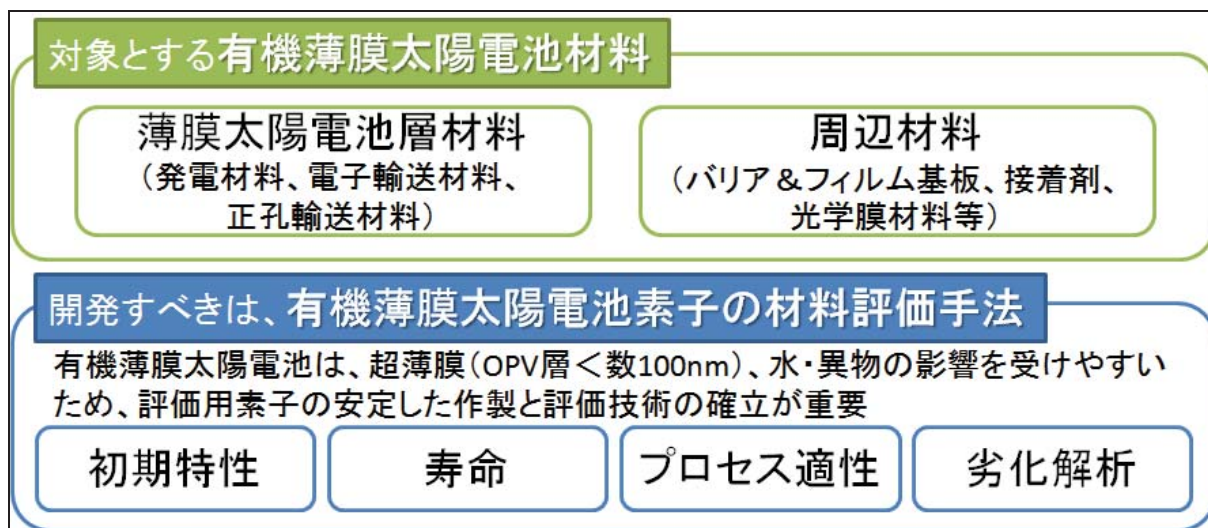 対象とする有機薄膜太陽電池材料
薄膜太陽電池層材料
（発電材料、電子輸送材料、
正孔輸送材料）
周辺材料
（バリア＆フィルム基板、接着剤、
光学膜材料等）
開発すべきは、有機薄膜太陽電池素子の材料評価手法
有機薄膜太陽電池は、超薄膜（OPV層＜数100nm）、水・異物の影響を受けやすい
ため、評価用素子の安定した作製と評価技術の確立が重要
初期特性
寿命
プロセス適性
劣化解析